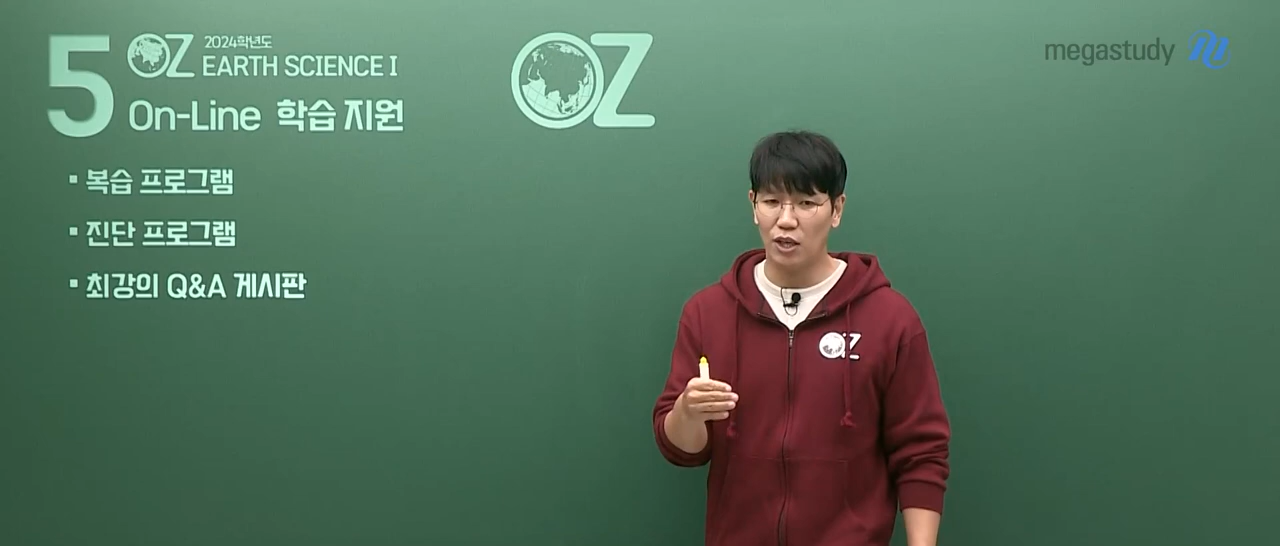 5
OZ 2024학년도
EARTH SCIENCE I
On-Line 학습 지원
▪ 복습 프로그램
▪ 진단 프로그램
▪ 최강의 Q&A 게시판
OZ
megastudy M
OZ